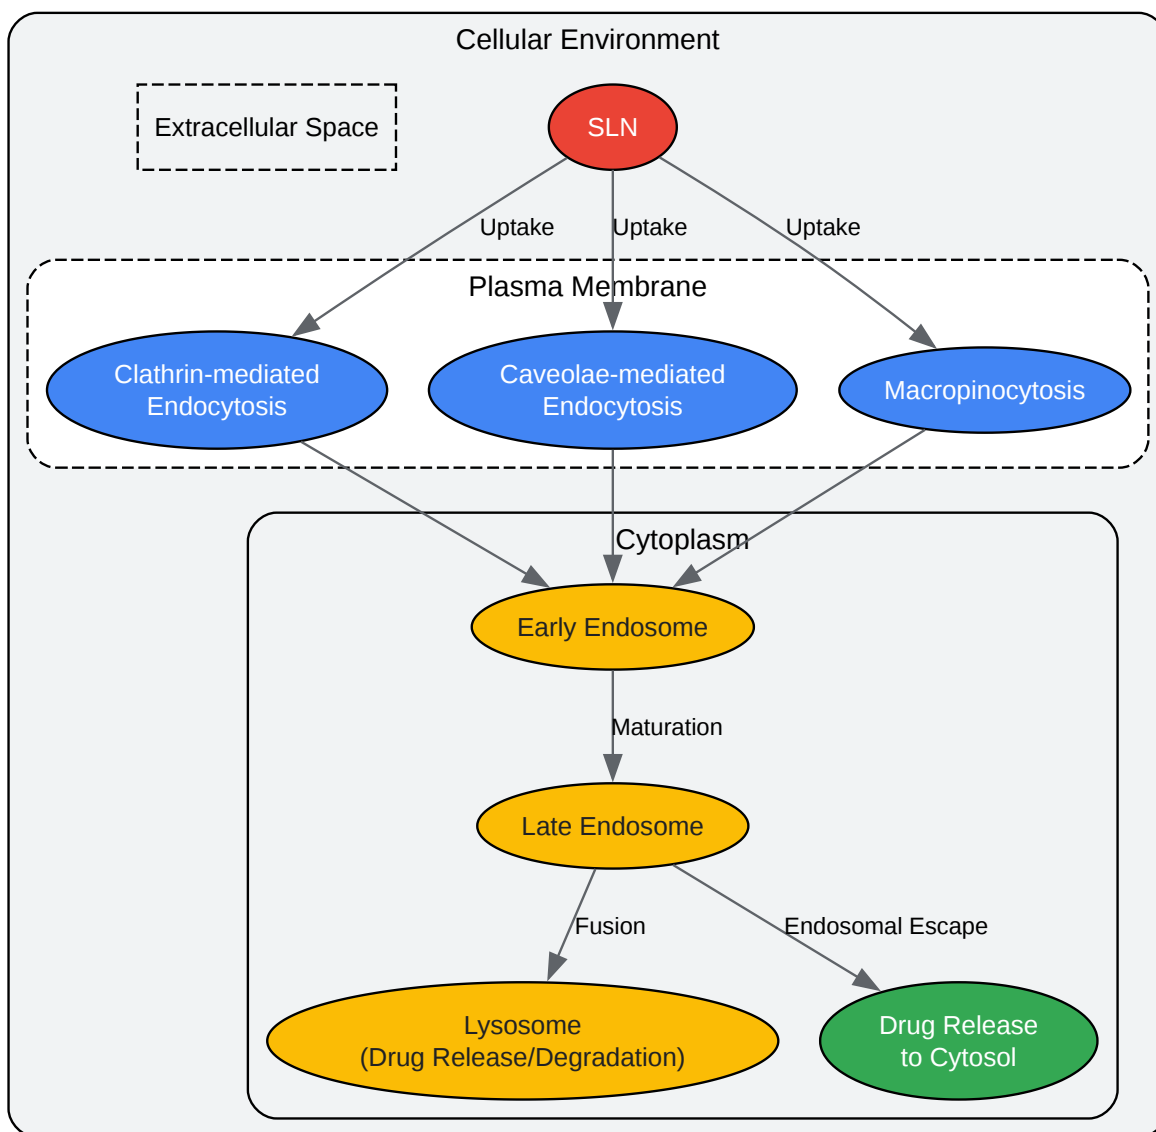 Cellular Environment
Extracellular Space
SLN
Uptake
Uptake
Uptake
Plasma Membrane
Clathrin-mediated
Endocytosis
Caveolae-mediated
Endocytosis
Macropinocytosis
Cytoplasm
Early Endosome
Maturation
Late Endosome
Fusion
Endosomal Escape
Lysosome
(Drug Release/Degradation)
Drug Release
to Cytosol